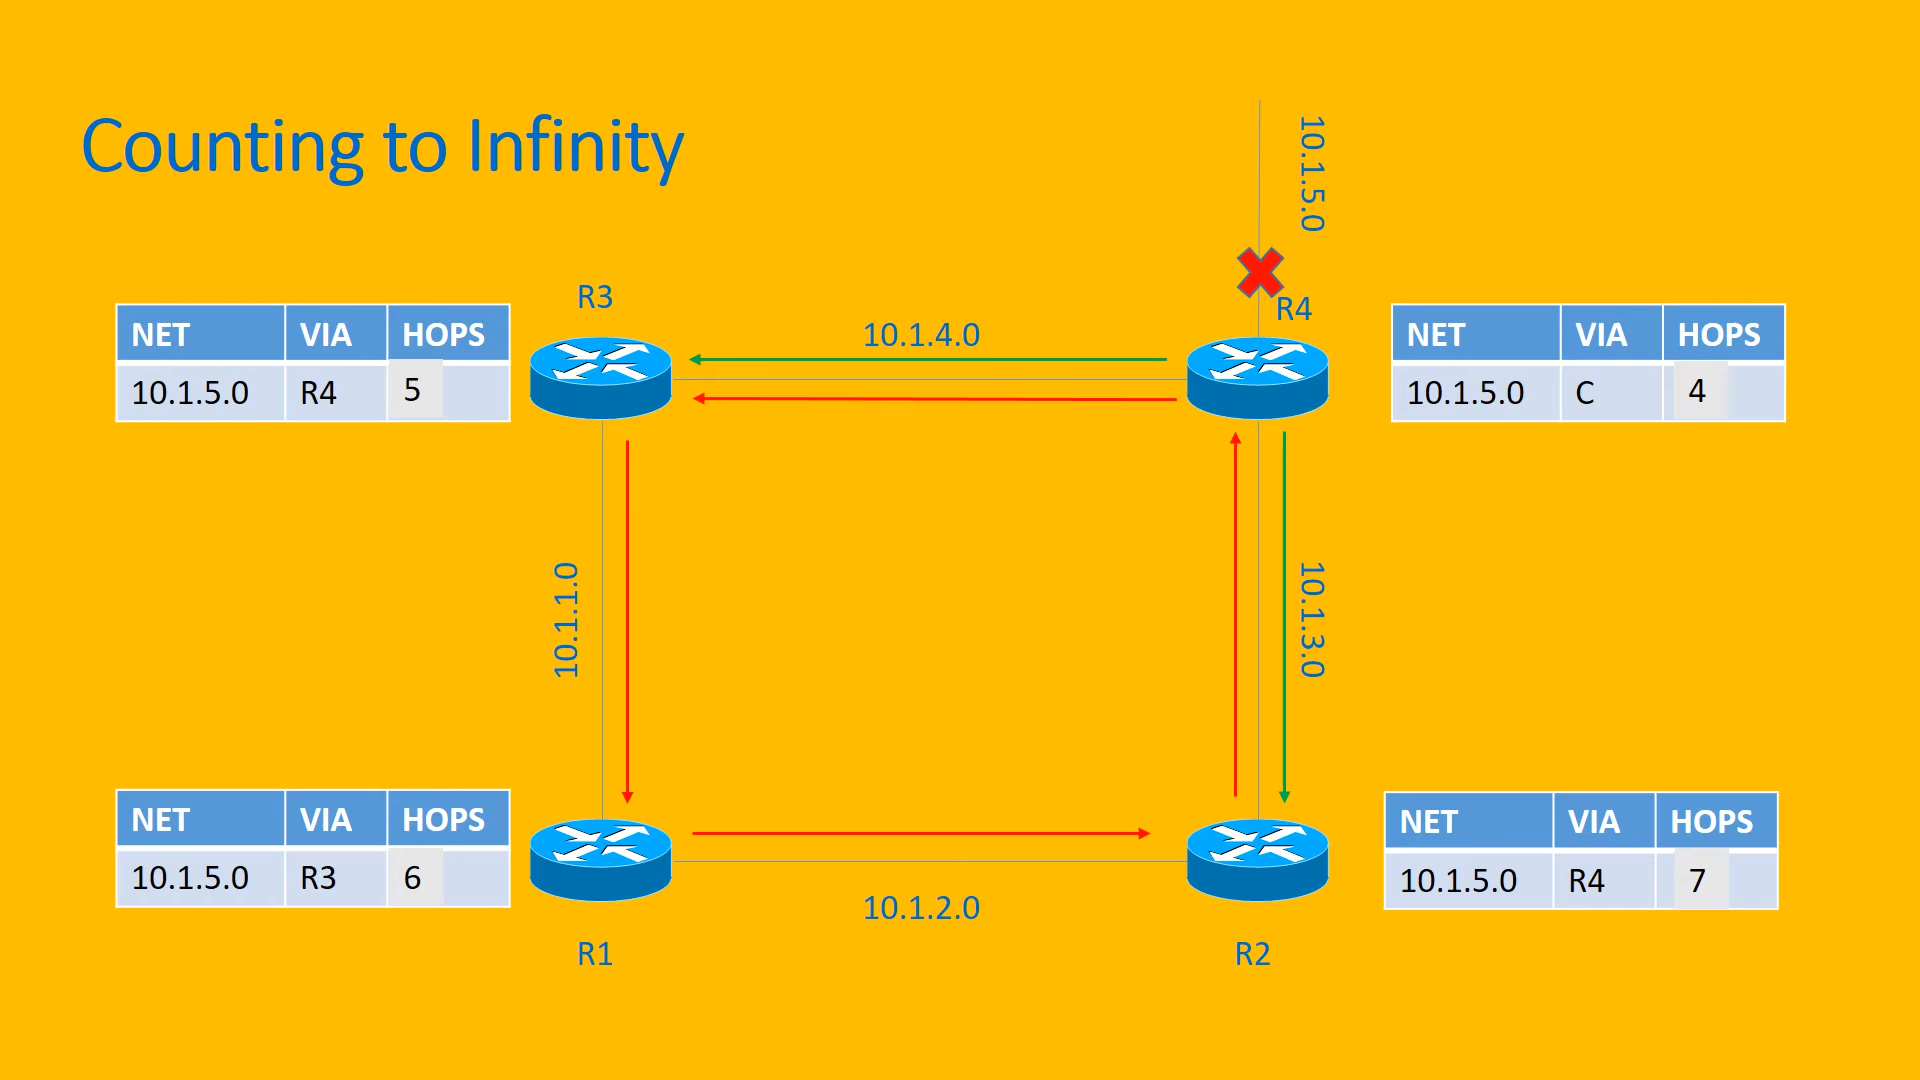 Counting to Infinity
10.1.5.0
R3
R4
NET VIA HOPS
10.1.5.0 R4 5
10.1.4.0
NET VIA HOPS
10.1.5.0 C 4
10.1.1.0
10.1.3.0
NET VIA HOPS
10.1.5.0 R3 6
NET VIA HOPS
10.1.5.0 R4 7
10.1.2.0
R1
R2